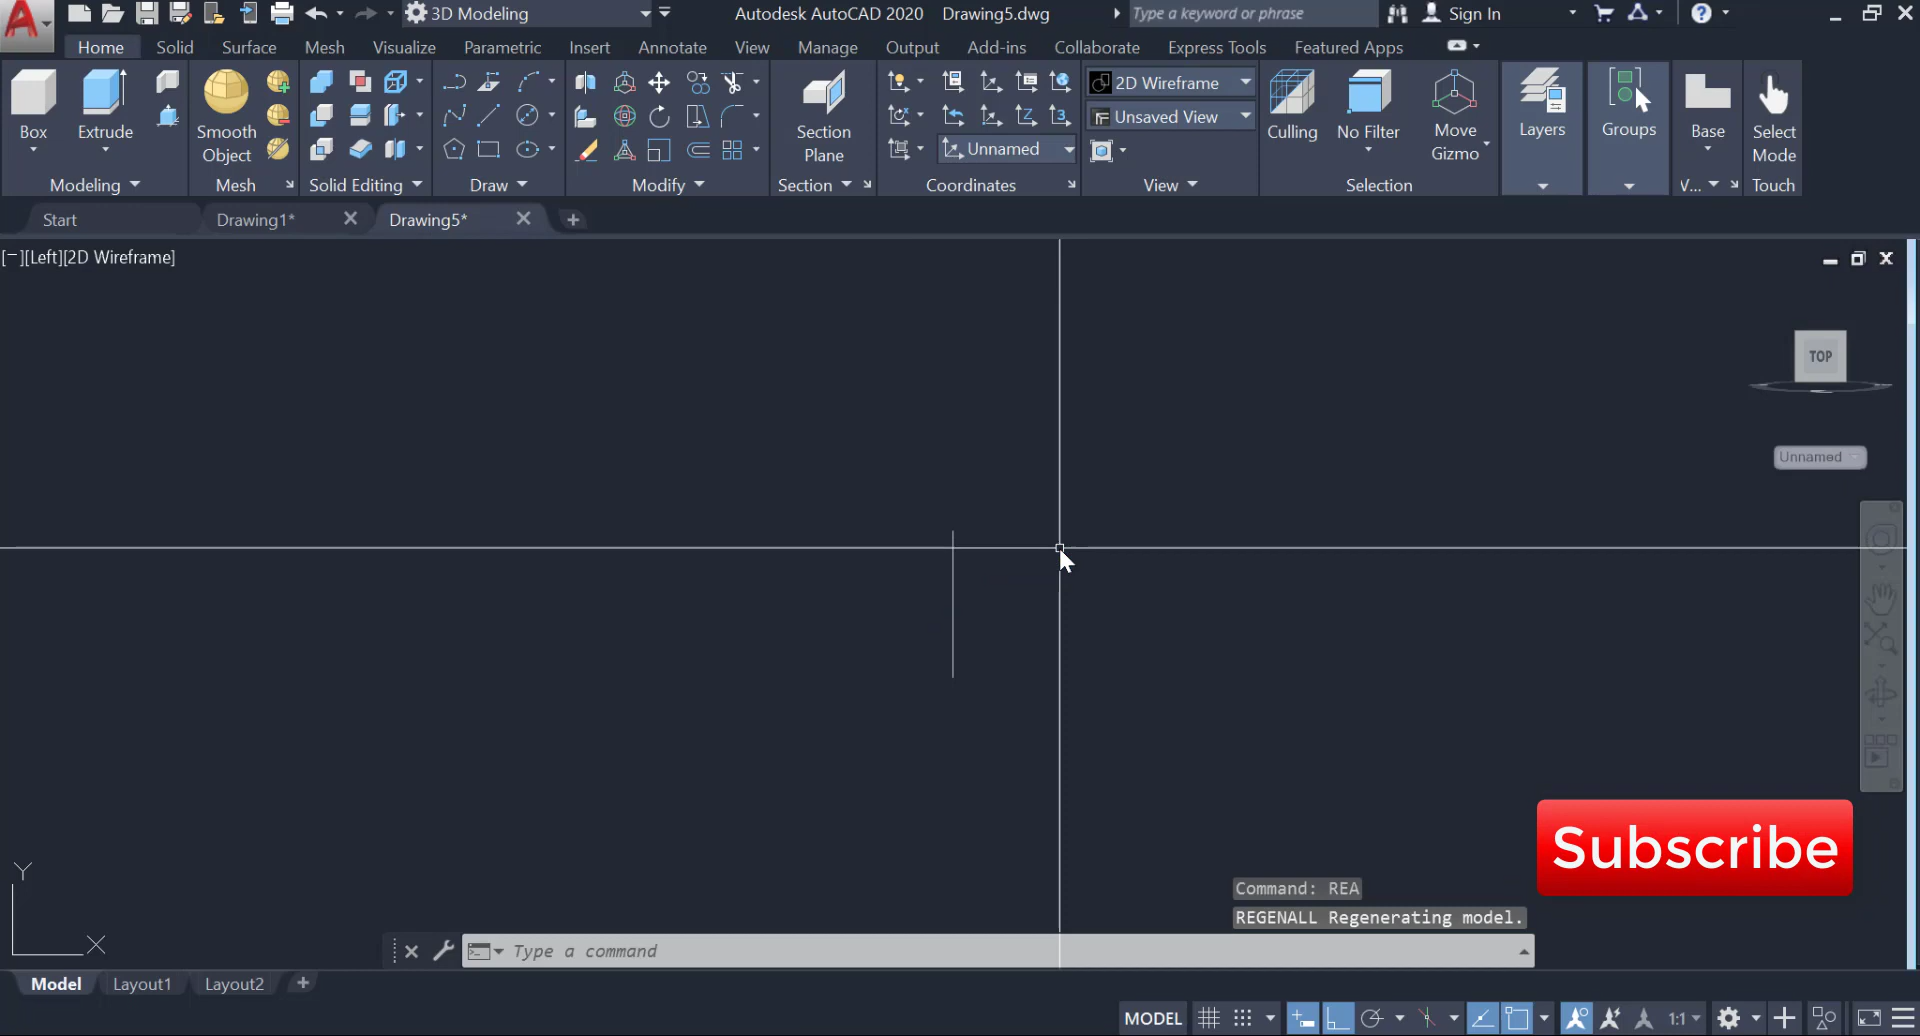 3D Modeling Autodesk AutoCAD 2020 Drawing5.dwg Type a keyword or phrase Sign In
Home Solid Surface Mesh Visualize Parametric Insert Annotate View Manage Output Add-ins Collaborate Express Tools Featured Apps
2D Wireframe
Unsaved View
Box Extrude Smooth Object Section Plane Unnamed Culling No Filter Move Gizmo Layers Groups Base Select Mode
Modeling Mesh Solid Editing Draw Modify Section Coordinates View Selection V... Touch
Start Drawing1* Drawing5*
[−][Left][2D Wireframe]
TOP
Unnamed
Subscribe
Y
X
Command: REA
REGENALL Regenerating model.
Type a command
Model Layout1 Layout2
MODEL 1:1